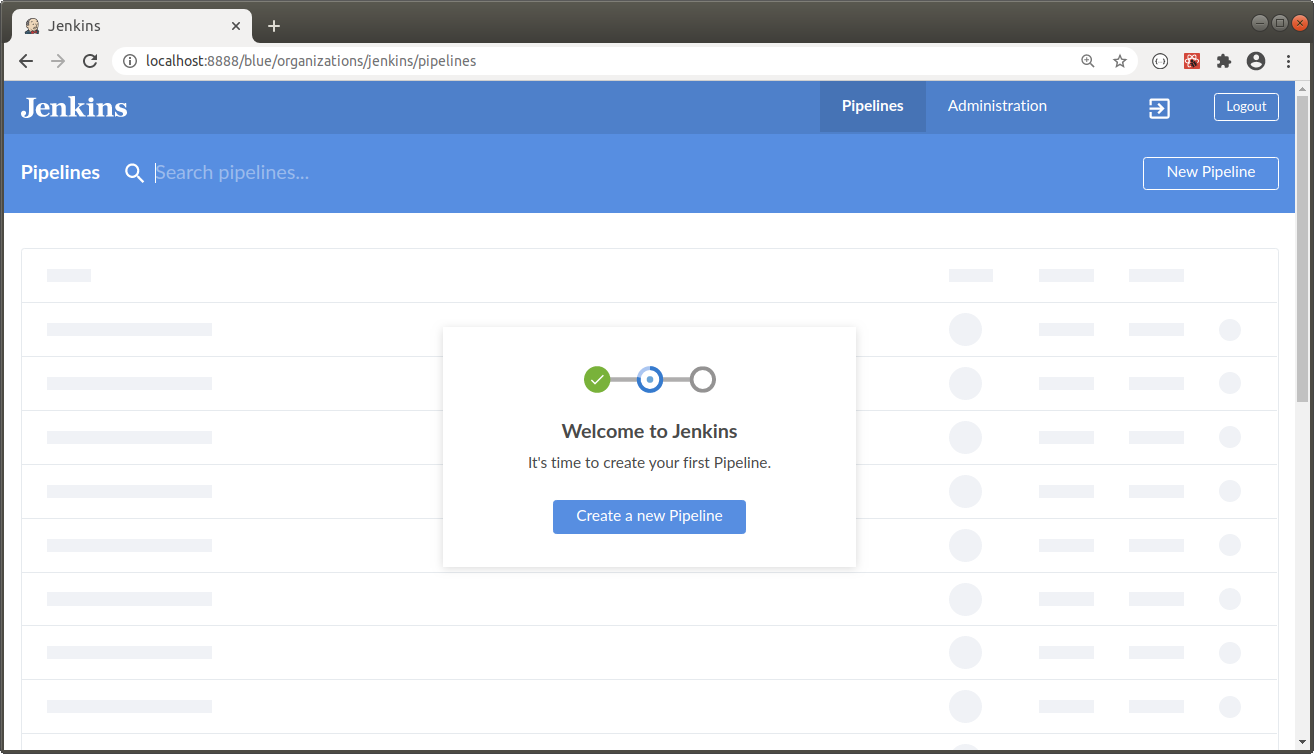 Jenkins
localhost:8888/blue/organizations/jenkins/pipelines
Jenkins
Pipelines
Administration
Logout
Pipelines
Search pipelines...
New Pipeline
Welcome to Jenkins
It's time to create your first Pipeline.
Create a new Pipeline